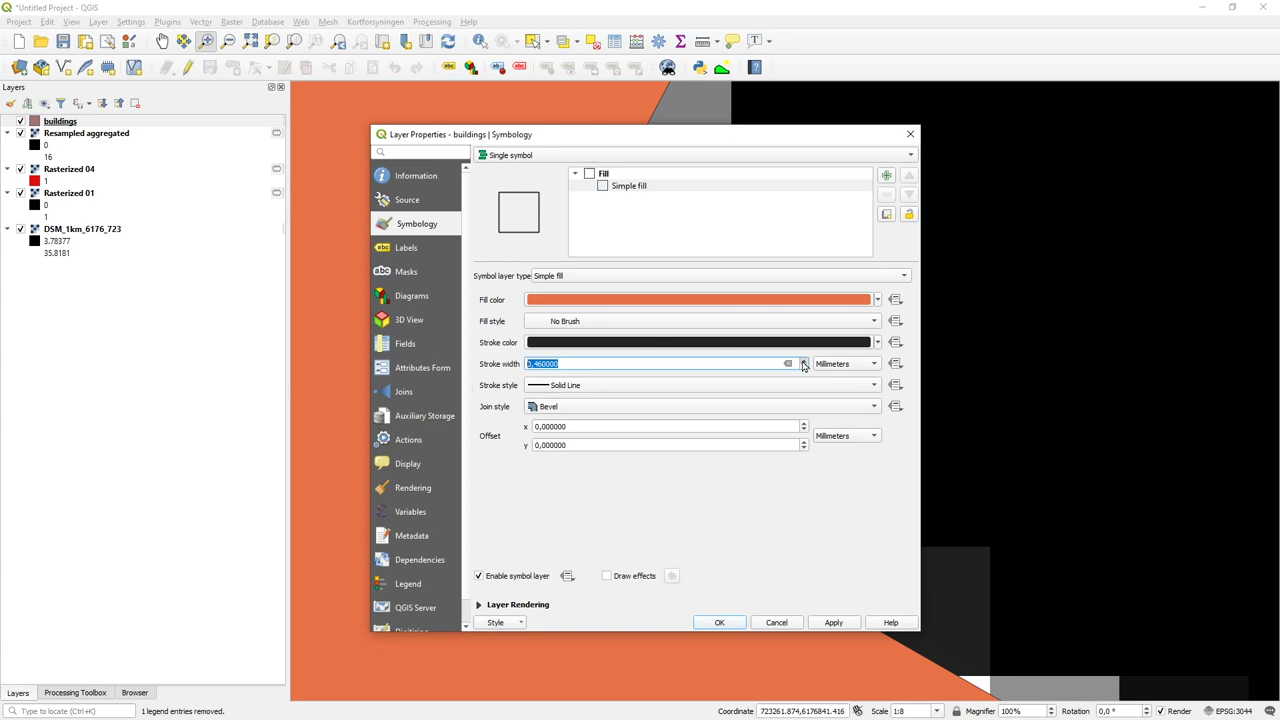 *Untitled Project - QGIS
Project Edit View Layer Settings Plugins Vector Raster Database Web Mesh Kortforsyningen Processing Help
Layers
buildings
Resampled aggregated
0
16
Rasterized 04
1
Rasterized 01
0
1
DSM_1km_6176_723
3.78377
35.8181
Layer Properties - buildings | Symbology
Information
Source
Symbology
Labels
Masks
Diagrams
3D View
Fields
Attributes Form
Joins
Auxiliary Storage
Actions
Display
Rendering
Variables
Metadata
Dependencies
Legend
QGIS Server
Single symbol
Fill
Simple fill
Symbol layer type Simple fill
Fill color
Fill style No Brush
Stroke color
Stroke width 0,460000 Millimeters
Stroke style Solid Line
Join style Bevel
Offset x 0,000000 Millimeters
y 0,000000
Enable symbol layer Draw effects
Layer Rendering
Style OK Cancel Apply Help
Layers Processing Toolbox Browser
Type to locate (Ctrl+K) 1 legend entries removed. Coordinate 723261.874,6176841.416 Scale 1:8 Magnifier 100% Rotation 0,0 ° Render EPSG:3044